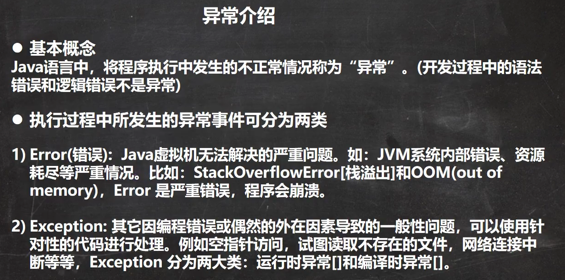 异常介绍
● 基本概念
Java语言中，将程序执行中发生的不正常情况称为“异常”。(开发过程中的语法
错误和逻辑错误不是异常)
● 执行过程中所发生的异常事件可分为两类
1) Error(错误)：Java虚拟机无法解决的严重问题。如：JVM系统内部错误、资源
耗尽等严重情况。比如：StackOverflowError[栈溢出]和OOM(out of
memory)，Error 是严重错误，程序会崩溃。
2) Exception: 其它因编程错误或偶然的外在因素导致的一般性问题，可以使用针
对性的代码进行处理。例如空指针访问，试图读取不存在的文件，网络连接中
断等等，Exception 分为两大类：运行时异常[]和编译时异常[]。